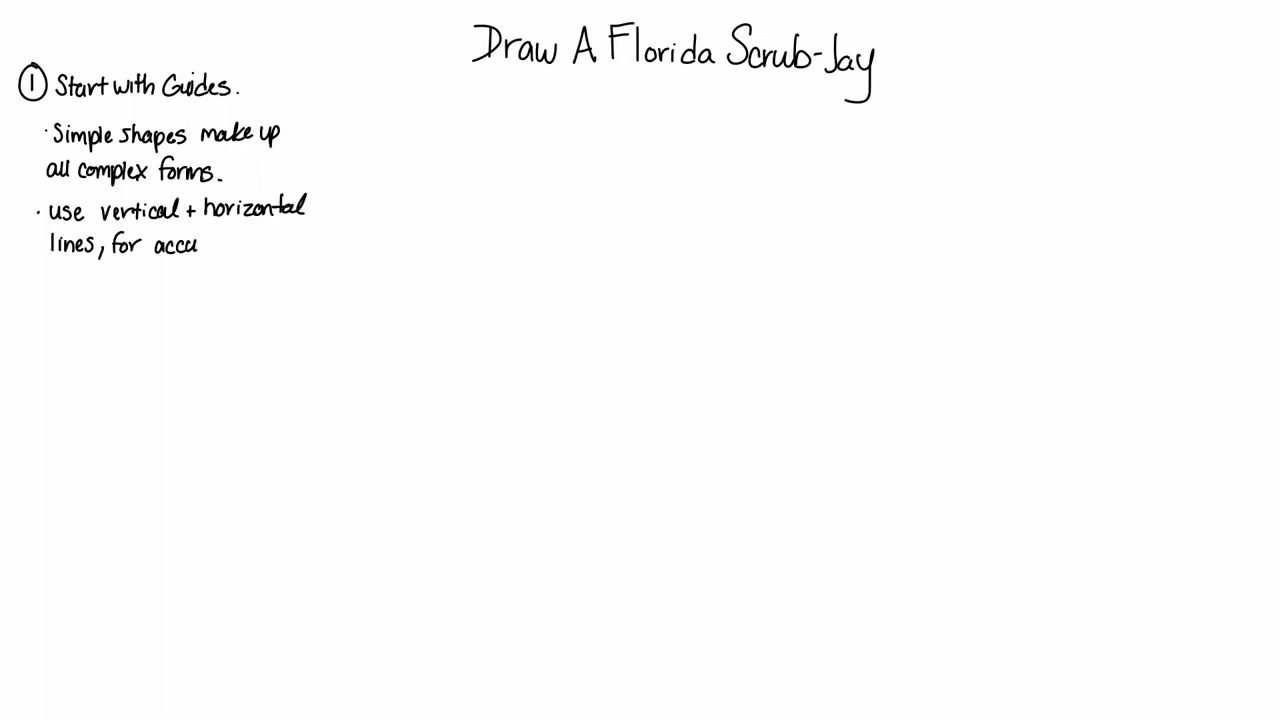 Draw A Florida Scrub-Jay
① Start with Guides.
· Simple shapes make up
all complex forms.
· use vertical + horizontal
lines, for accu